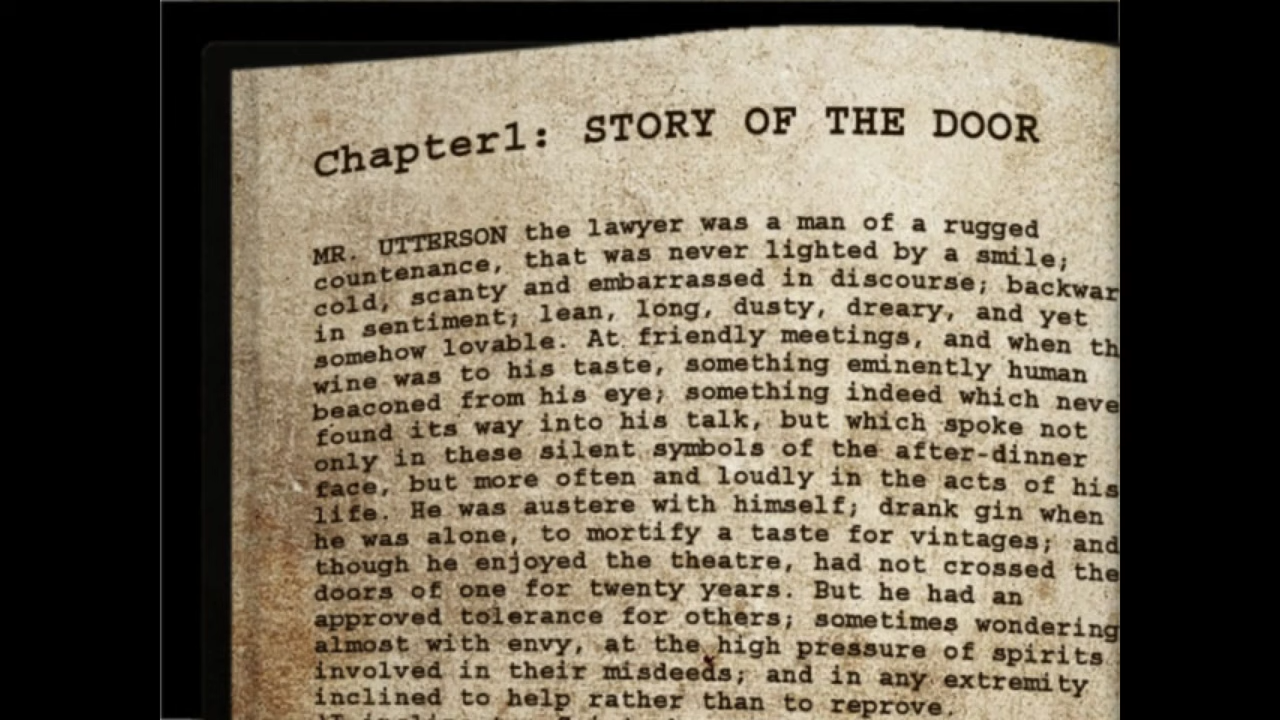 Chapter1: STORY OF THE DOOR
MR. UTTERSON the lawyer was a man of a rugged
countenance, that was never lighted by a smile;
cold, scanty and embarrassed in discourse; backwar
in sentiment; lean, long, dusty, dreary, and yet
somehow lovable. At friendly meetings, and when th
wine was to his taste, something eminently human
beaconed from his eye; something indeed which neve
found its way into his talk, but which spoke not
only in these silent symbols of the after-dinner
face, but more often and loudly in the acts of his
life. He was austere with himself; drank gin when
he was alone, to mortify a taste for vintages; and
though he enjoyed the theatre, had not crossed the
doors of one for twenty years. But he had an
approved tolerance for others; sometimes wondering
almost with envy, at the high pressure of spirits
involved in their misdeeds; and in any extremity
inclined to help rather than to reprove.